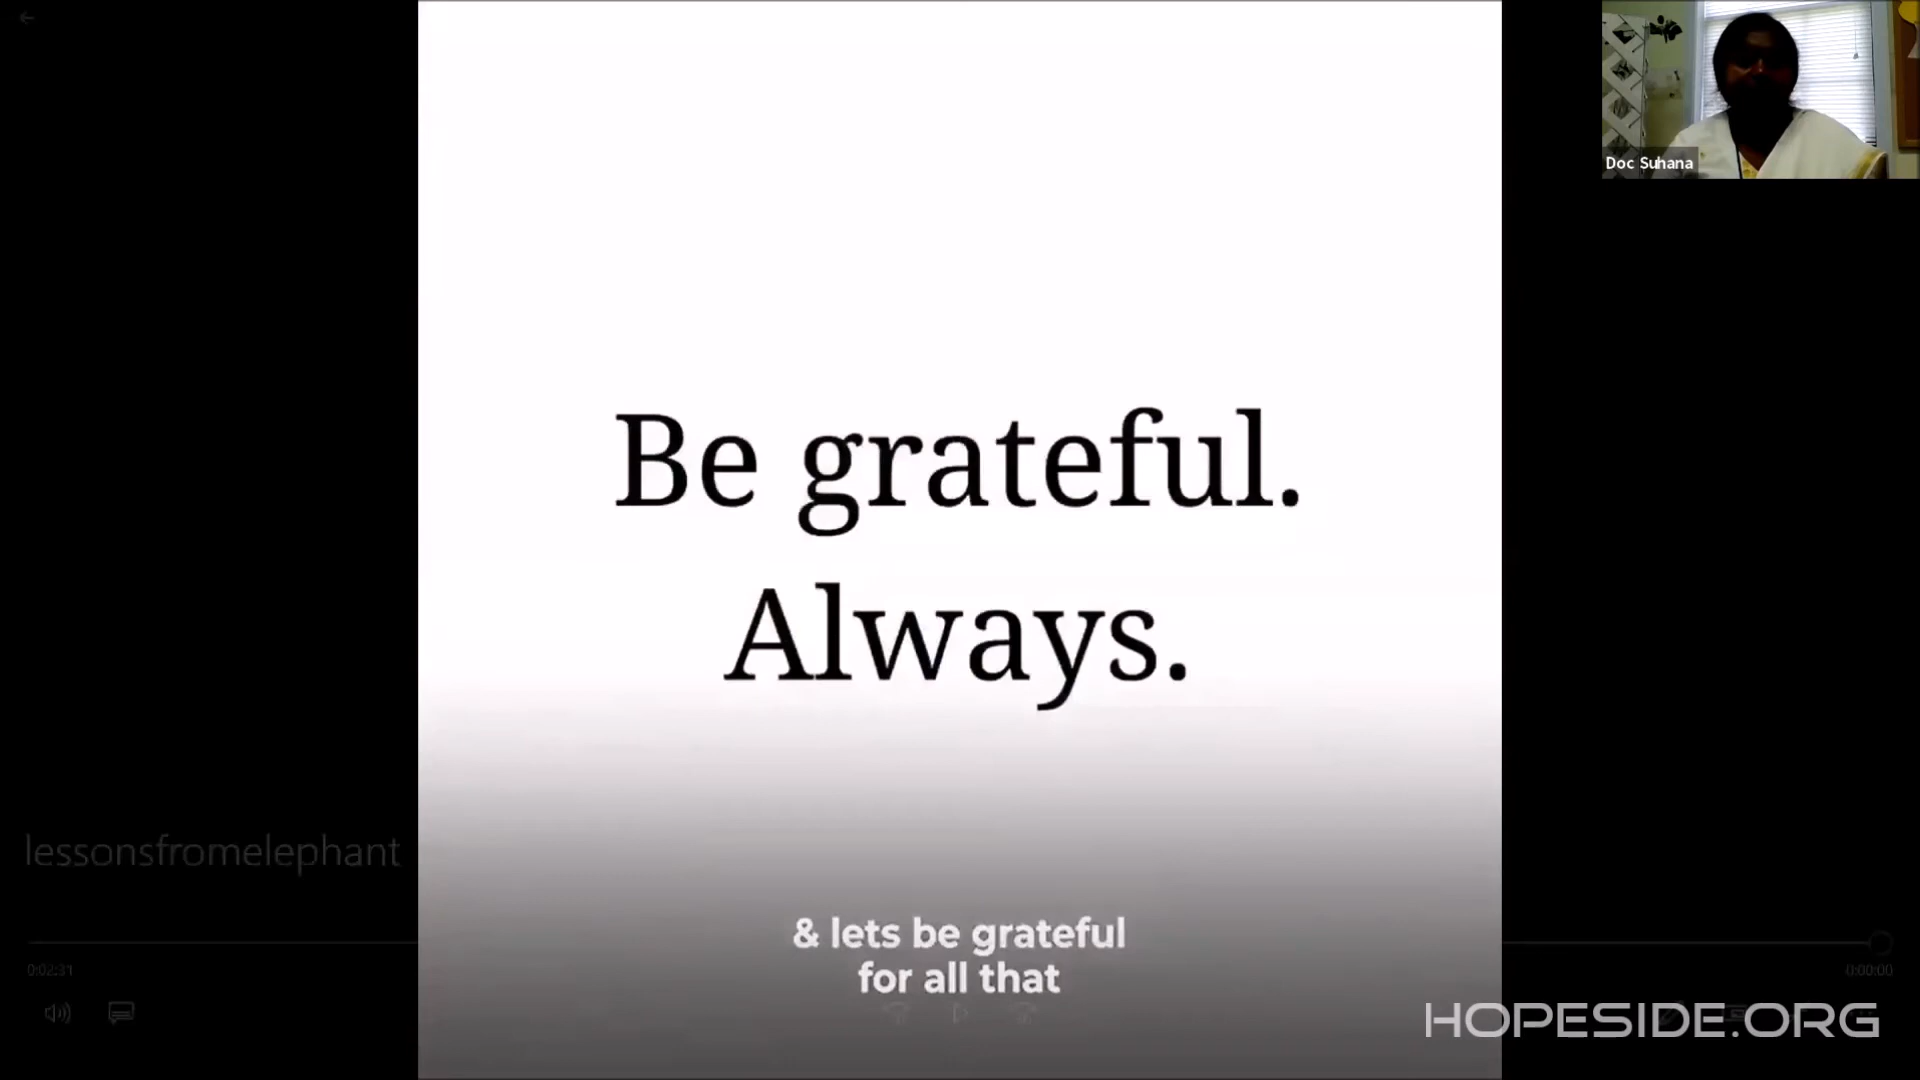 Doc Suhana
Be grateful.
Always.
lessonsfromelephant
& lets be grateful
for all that
0:02:31
0:00:00
HOPESIDE.ORG